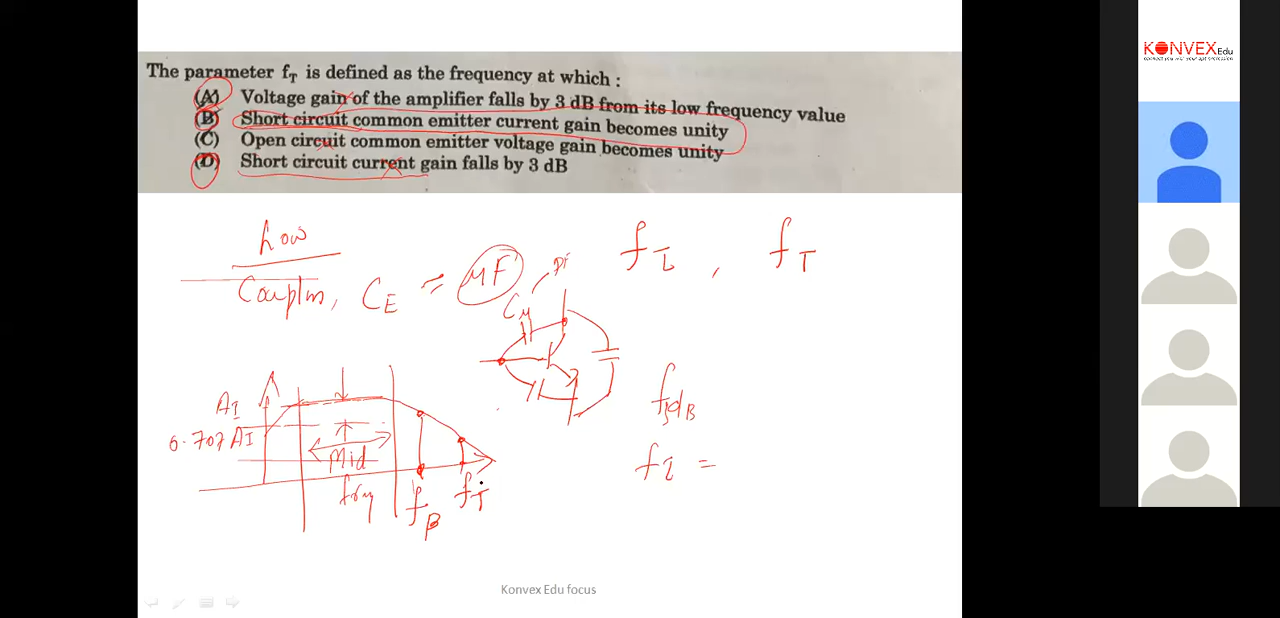 The parameter fT is defined as the frequency at which :
(A) Voltage gain of the amplifier falls by 3 dB from its low frequency value
(B) Short circuit common emitter current gain becomes unity
(C) Open circuit common emitter voltage gain becomes unity
(D) Short circuit current gain falls by 3 dB
KONVEX Edu
low
CE = MF
fT
AI
0.707 AI
Mid
freq
fβ
fT
f3dB
Konvex Edu focus